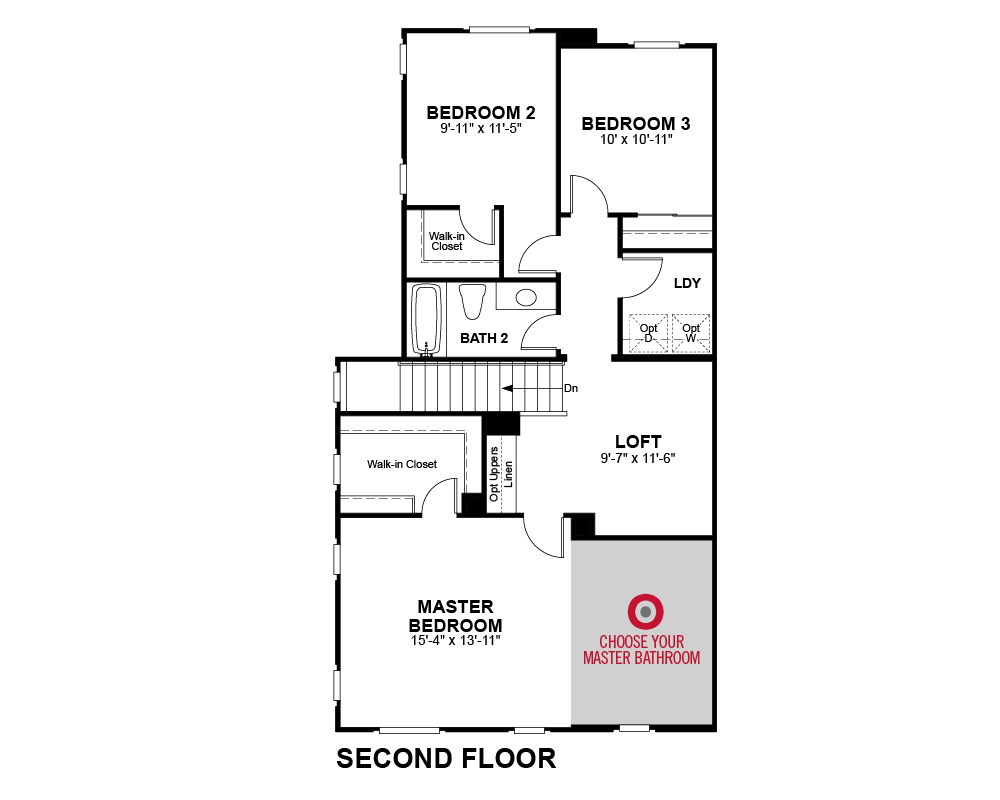 BEDROOM 2
9'-11" x 11'-5"
BEDROOM 3
10' x 10'-11"
Walk-in
Closet
LDY
Opt
D
Opt
W
BATH 2
Dn
LOFT
9'-7" x 11'-6"
Walk-in Closet
Opt Uppers
Linen
MASTER
BEDROOM
15'-4" x 13'-11"
CHOOSE YOUR
MASTER BATHROOM
SECOND FLOOR